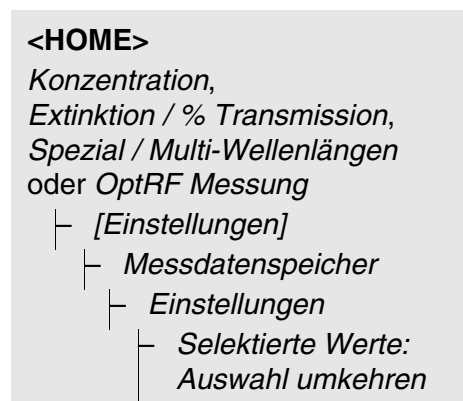 <HOME>
Konzentration,
Extinktion / % Transmission,
Spezial / Multi-Wellenlängen
oder OptRF Messung
– [Einstellungen]
– Messdatenspeicher
– Einstellungen
– Selektierte Werte:
Auswahl umkehren